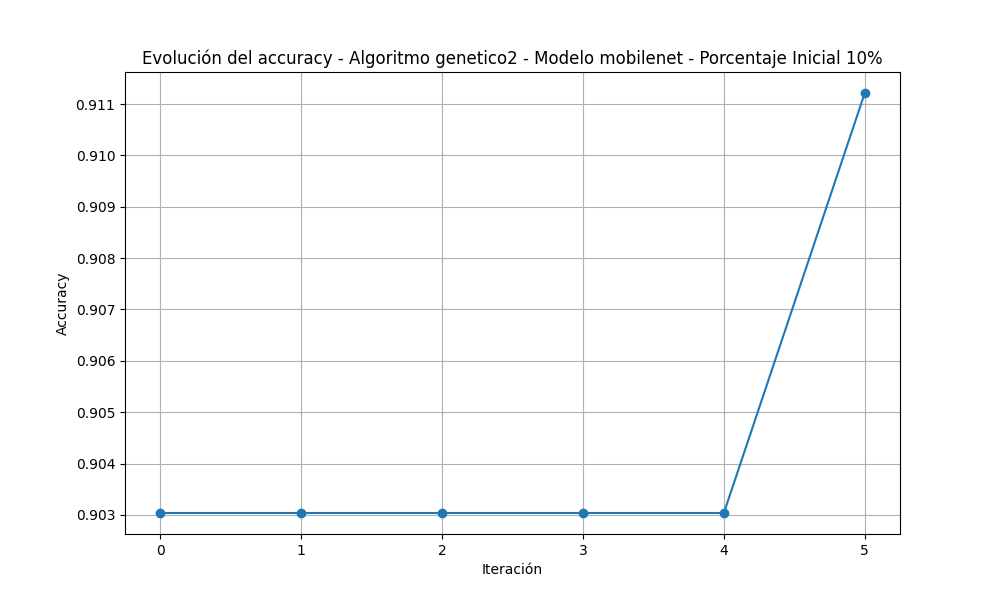 Evolución del accuracy - Algoritmo genetico2 - Modelo mobilenet - Porcentaje Inicial 10%
0.911
0.910
0.909
0.908
0.907
0.906
0.905
0.904
0.903
Accuracy
0 1 2 3 4 5
Iteración